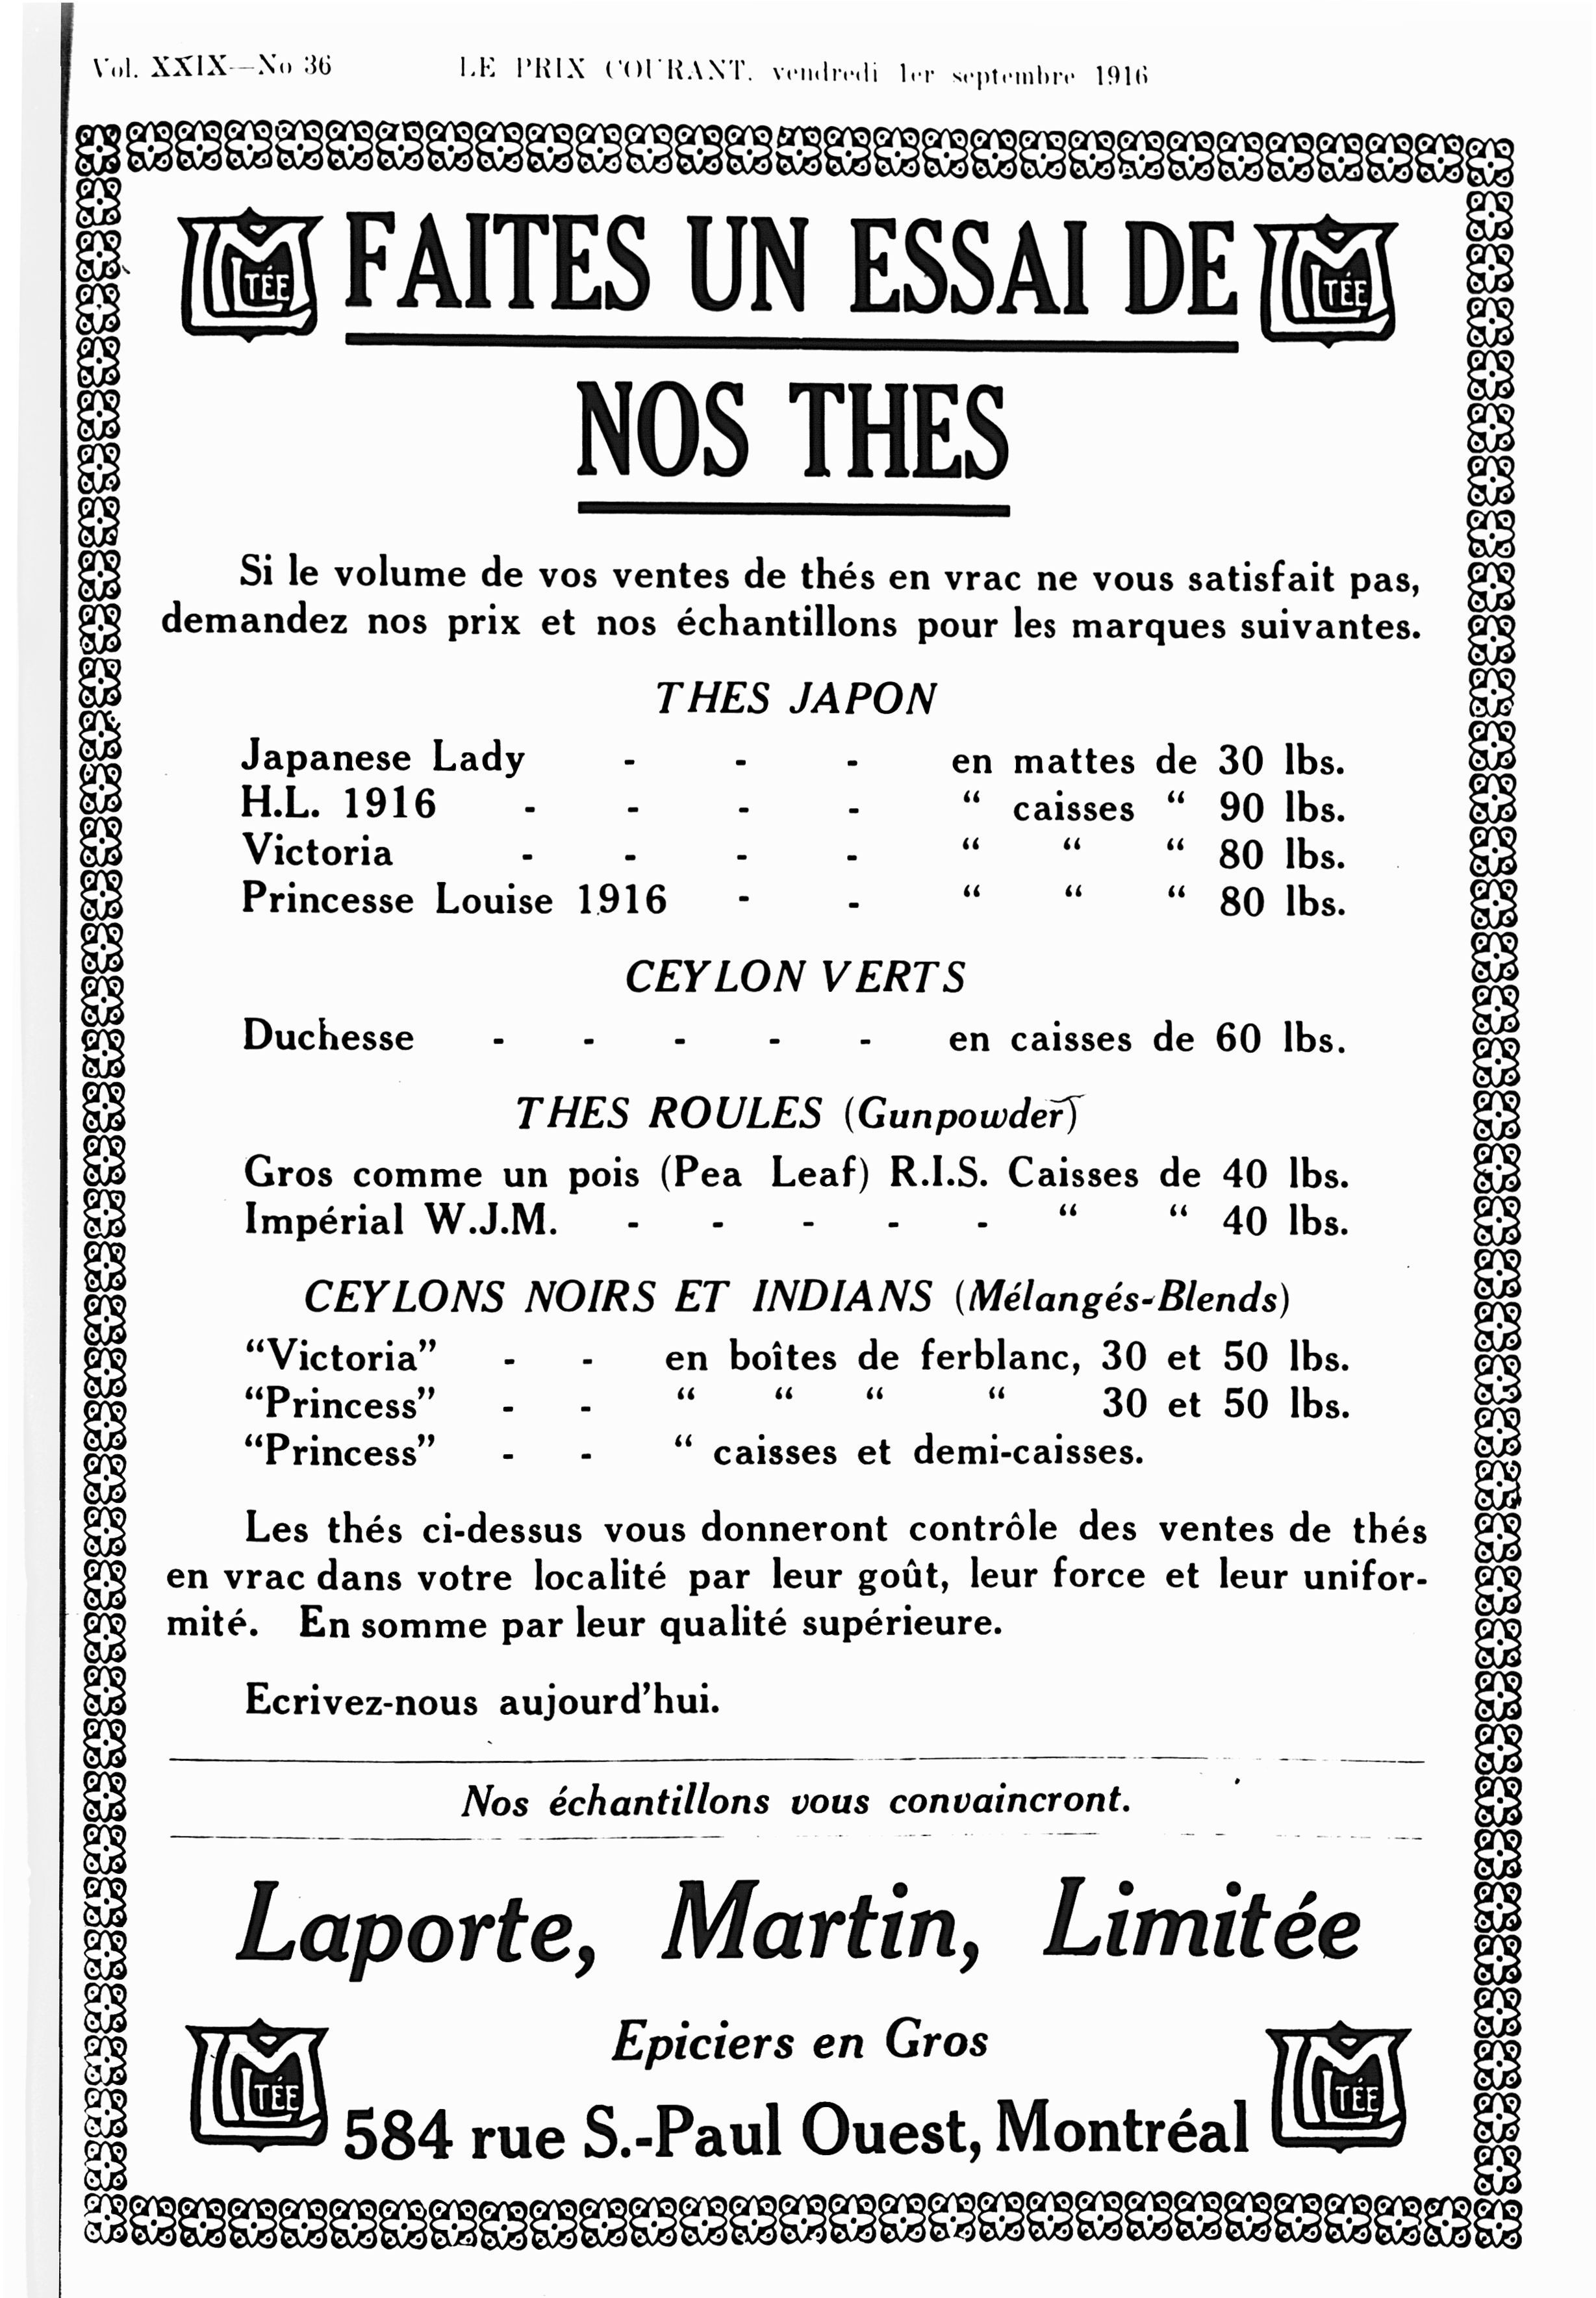 Vol. XXIX—No 36 LE PRIX COURANT, vendredi 1er septembre 1916
LM TÉE FAITES UN ESSAI DE LM TÉE
NOS THES
Si le volume de vos ventes de thés en vrac ne vous satisfait pas,
demandez nos prix et nos échantillons pour les marques suivantes.
THES JAPON
Japanese Lady - - - en mattes de 30 lbs.
H.L. 1916 - - - - “ caisses “ 90 lbs.
Victoria - - - - “ “ “ 80 lbs.
Princesse Louise 1916 - - “ “ “ 80 lbs.
CEYLON VERTS
Duchesse - - - - - en caisses de 60 lbs.
THES ROULES (Gunpowder)
Gros comme un pois (Pea Leaf) R.I.S. Caisses de 40 lbs.
Impérial W.J.M. - - - - - “ “ 40 lbs.
CEYLONS NOIRS ET INDIANS (Mélangés-Blends)
“Victoria” - - en boîtes de ferblanc, 30 et 50 lbs.
“Princess” - - “ “ “ “ 30 et 50 lbs.
“Princess” - - “ caisses et demi-caisses.
Les thés ci-dessus vous donneront contrôle des ventes de thés
en vrac dans votre localité par leur goût, leur force et leur unifor-
mité. En somme par leur qualité supérieure.
Ecrivez-nous aujourd’hui.
Nos échantillons vous convaincront.
Laporte, Martin, Limitée
Epiciers en Gros
LM TÉE 584 rue S.-Paul Ouest, Montréal LM TÉE